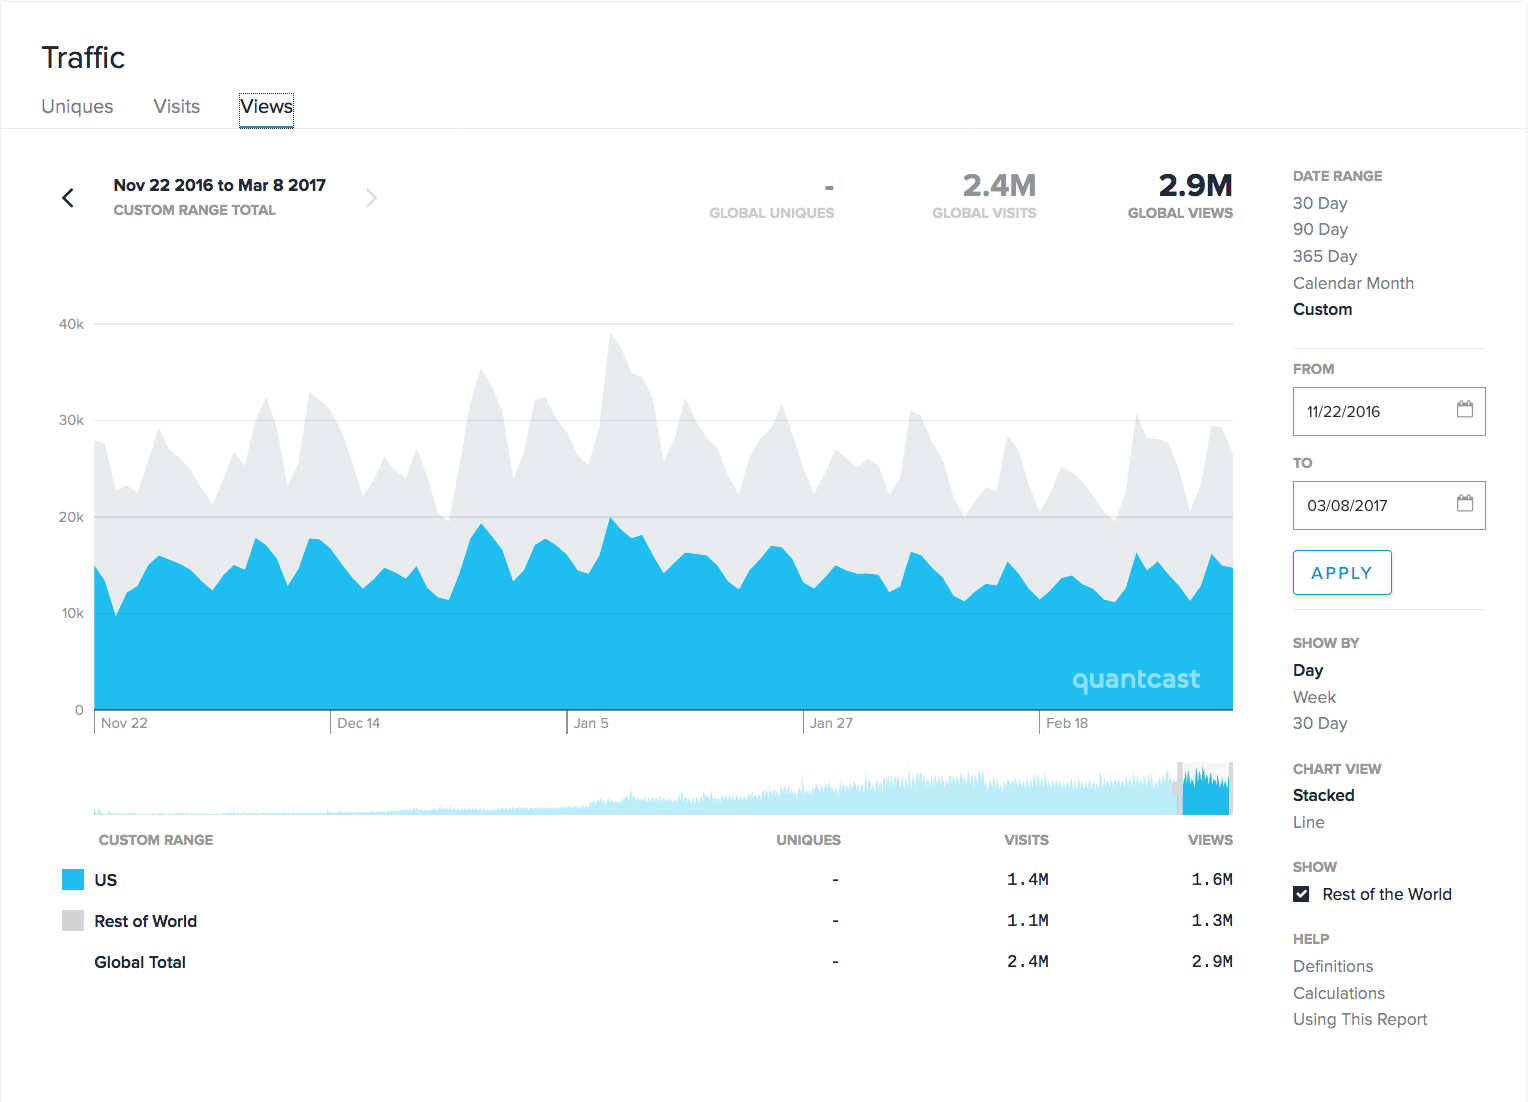 Traffic
Uniques Visits Views
Nov 22 2016 to Mar 8 2017
CUSTOM RANGE TOTAL
-
GLOBAL UNIQUES
2.4M
GLOBAL VISITS
2.9M
GLOBAL VIEWS
40k
30k
20k
10k
0
quantcast
Nov 22 Dec 14 Jan 5 Jan 27 Feb 18
CUSTOM RANGE UNIQUES VISITS VIEWS
US - 1.4M 1.6M
Rest of World - 1.1M 1.3M
Global Total - 2.4M 2.9M
DATE RANGE
30 Day
90 Day
365 Day
Calendar Month
Custom
FROM
11/22/2016
TO
03/08/2017
APPLY
SHOW BY
Day
Week
30 Day
CHART VIEW
Stacked
Line
SHOW
Rest of the World
HELP
Definitions
Calculations
Using This Report